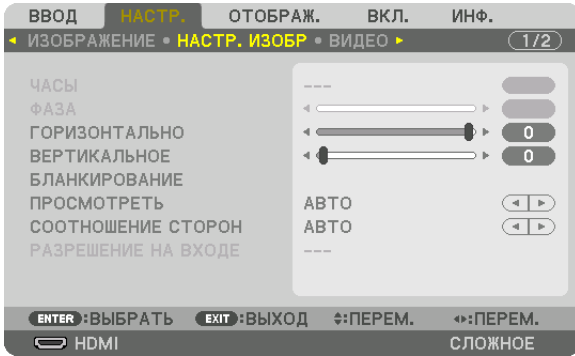 ВВОД НАСТР. ОТОБРАЖ. ВКЛ. ИНФ.
ИЗОБРАЖЕНИЕ • НАСТР. ИЗОБР • ВИДЕО 1/2
ЧАСЫ ---
ФАЗА
ГОРИЗОНТАЛЬНО 0
ВЕРТИКАЛЬНОЕ 0
БЛАНКИРОВАНИЕ
ПРОСМОТРЕТЬ АВТО
СООТНОШЕНИЕ СТОРОН АВТО
РАЗРЕШЕНИЕ НА ВХОДЕ ---
ENTER :ВЫБРАТЬ EXIT :ВЫХОД :ПЕРЕМ. :ПЕРЕМ.
HDMI СЛОЖНОЕ